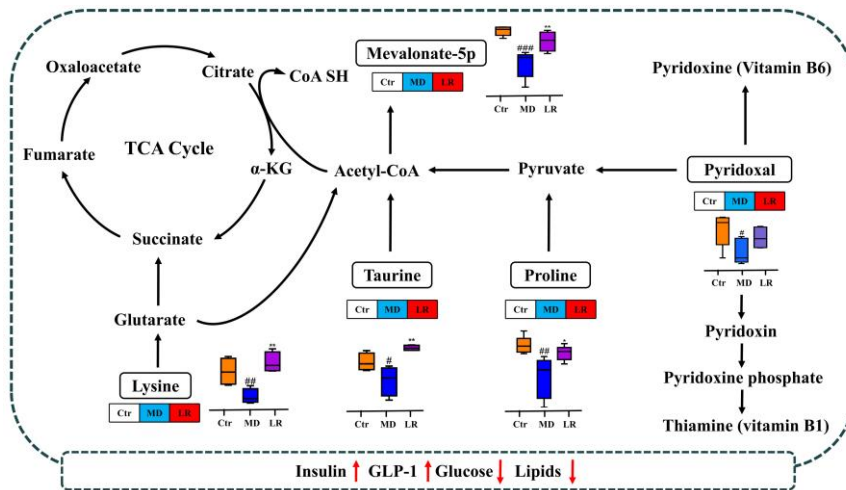 Oxaloacetate
Citrate
CoA SH
Fumarate
TCA Cycle
α-KG
Succinate
Glutarate
Lysine
Ctr MD LR
##
**
Ctr MD LR
Mevalonate-5p
Ctr MD LR
###
**
Ctr MD LR
Acetyl-CoA
Pyruvate
Taurine
Ctr MD LR
#
**
Ctr MD LR
Proline
Ctr MD LR
##
*
Ctr MD LR
Pyridoxine (Vitamin B6)
Pyridoxal
Ctr MD LR
#
Ctr MD LR
Pyridoxin
Pyridoxine phosphate
Thiamine (vitamin B1)
Insulin GLP-1 Glucose Lipids